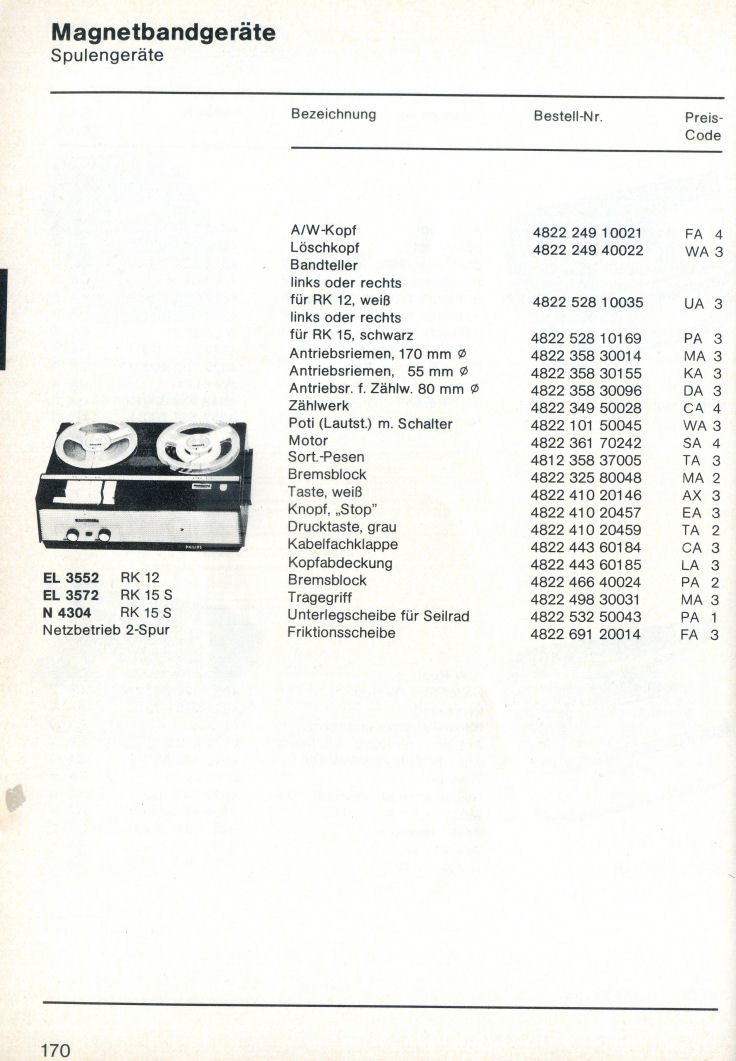 Magnetbandgeräte
Spulengeräte
Bezeichnung Bestell-Nr. Preis-
Code
A/W-Kopf 4822 249 10021 FA 4
Löschkopf 4822 249 40022 WA 3
Bandteller
links oder rechts
für RK 12, weiß 4822 528 10035 UA 3
links oder rechts
für RK 15, schwarz 4822 528 10169 PA 3
Antriebsriemen, 170 mm Ø 4822 358 30014 MA 3
Antriebsriemen, 55 mm Ø 4822 358 30155 KA 3
Antriebsr. f. Zählw. 80 mm Ø 4822 358 30096 DA 3
Zählwerk 4822 349 50028 CA 4
Poti (Lautst.) m. Schalter 4822 101 50045 WA 3
Motor 4822 361 70242 SA 4
Sort.-Pesen 4812 358 37005 TA 3
Bremsblock 4822 325 80048 MA 2
Taste, weiß 4822 410 20146 AX 3
Knopf, „Stop” 4822 410 20457 EA 3
Drucktaste, grau 4822 410 20459 TA 2
Kabelfachklappe 4822 443 60184 CA 3
Kopfabdeckung 4822 443 60185 LA 3
Bremsblock 4822 466 40024 PA 2
Tragegriff 4822 498 30031 MA 3
Unterlegscheibe für Seilrad 4822 532 50043 PA 1
Friktionsscheibe 4822 691 20014 FA 3
PHILIPS
EL 3552 RK 12
EL 3572 RK 15 S
N 4304 RK 15 S
Netzbetrieb 2-Spur
170